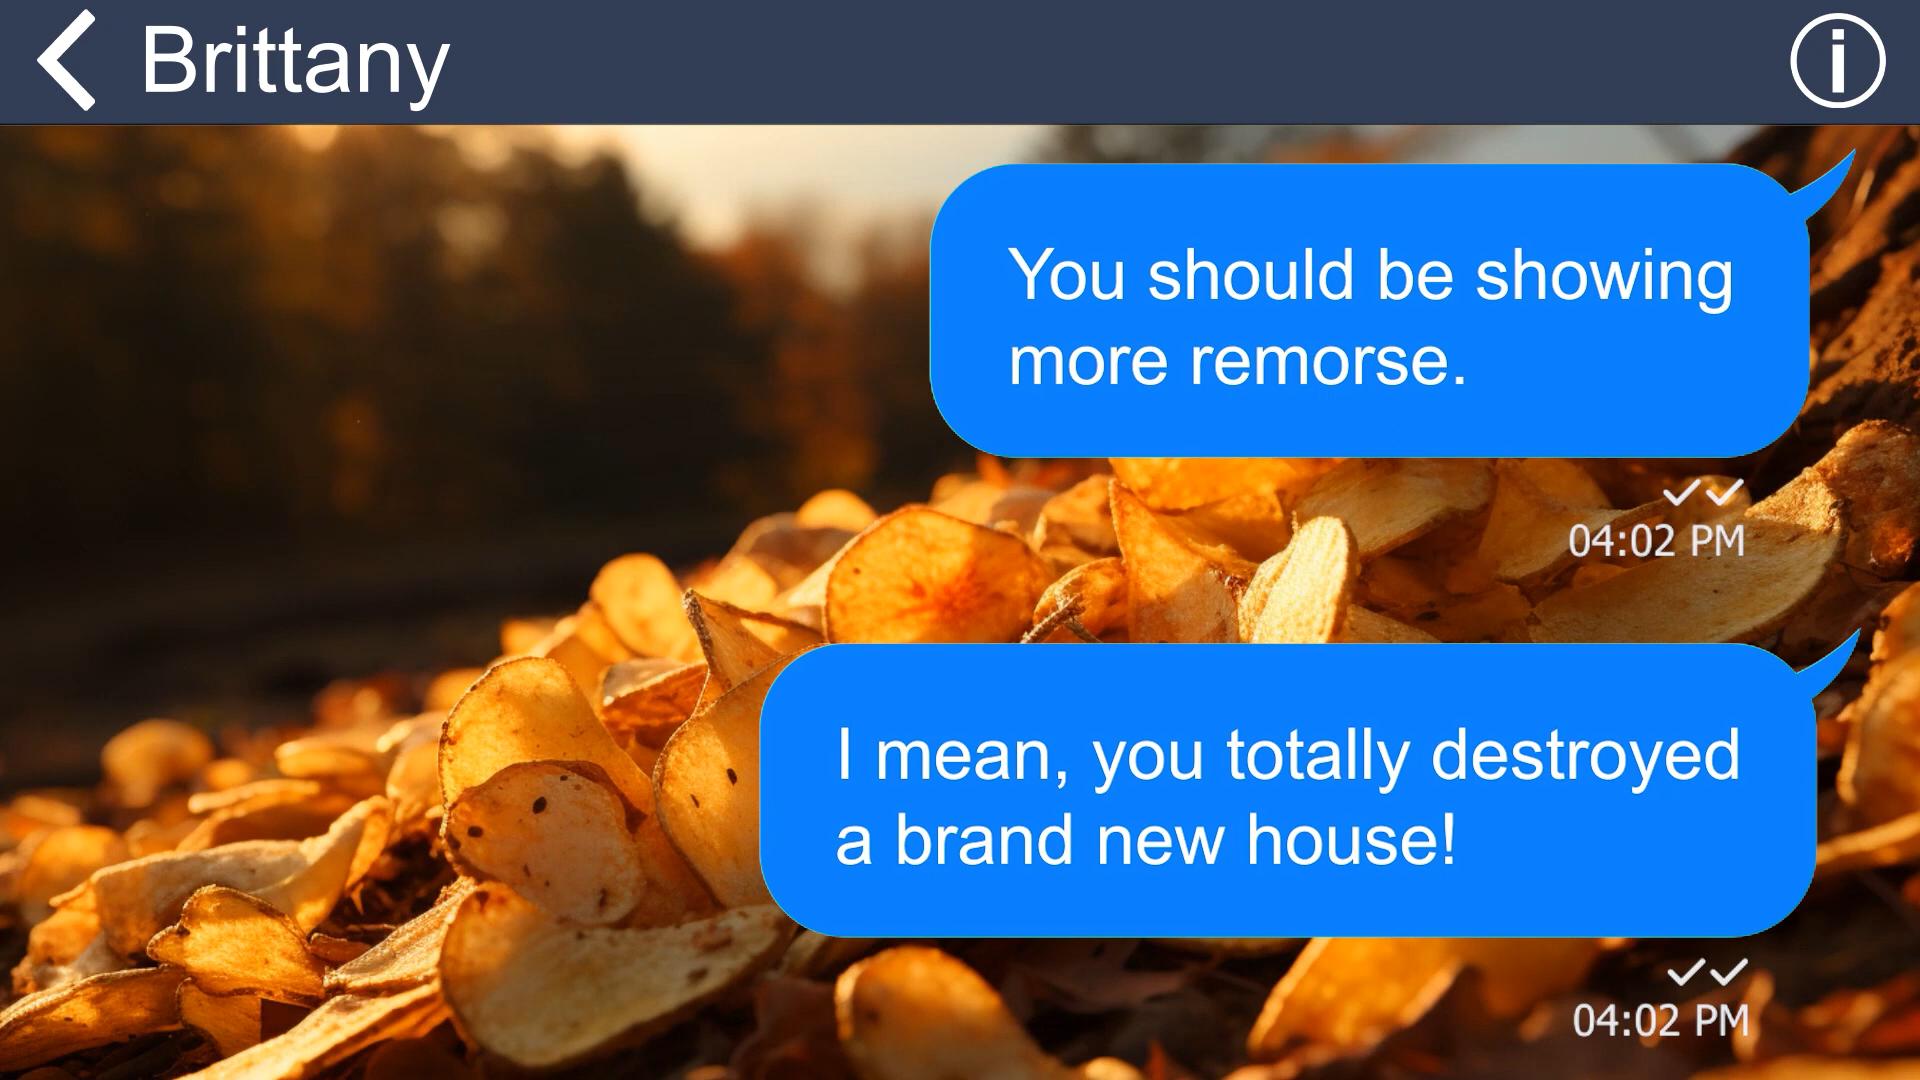 Brittany
You should be showing
more remorse.
04:02 PM
I mean, you totally destroyed
a brand new house!
04:02 PM